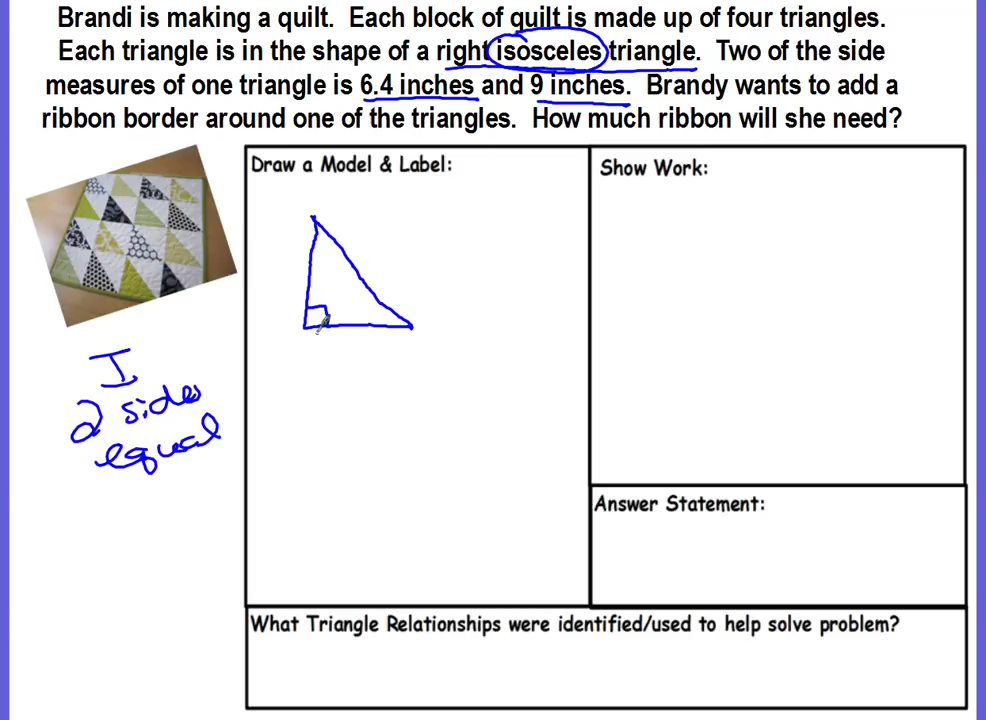 Brandi is making a quilt. Each block of quilt is made up of four triangles.
Each triangle is in the shape of a right isosceles triangle. Two of the side
measures of one triangle is 6.4 inches and 9 inches. Brandy wants to add a
ribbon border around one of the triangles. How much ribbon will she need?
Draw a Model & Label:
Show Work:
I
2 sides
equal
Answer Statement:
What Triangle Relationships were identified/used to help solve problem?